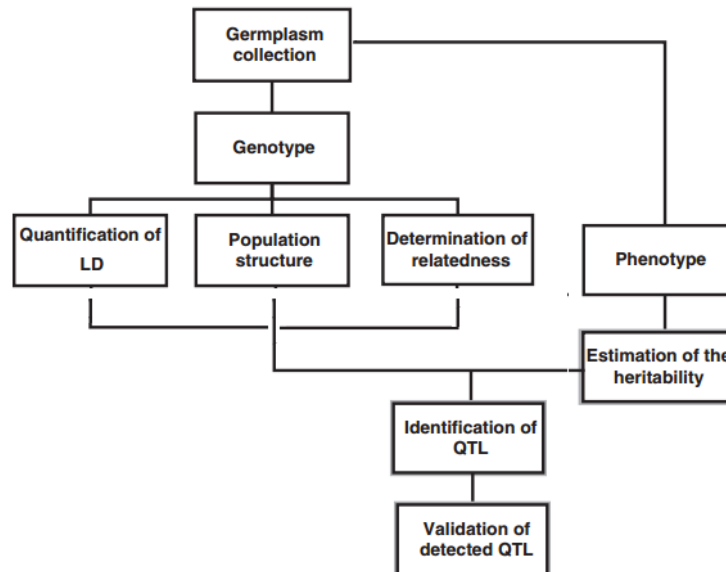 Germplasm
collection
Genotype
Quantification of
LD
Population
structure
Determination of
relatedness
Phenotype
Estimation of the
heritability
Identification of
QTL
Validation of
detected QTL